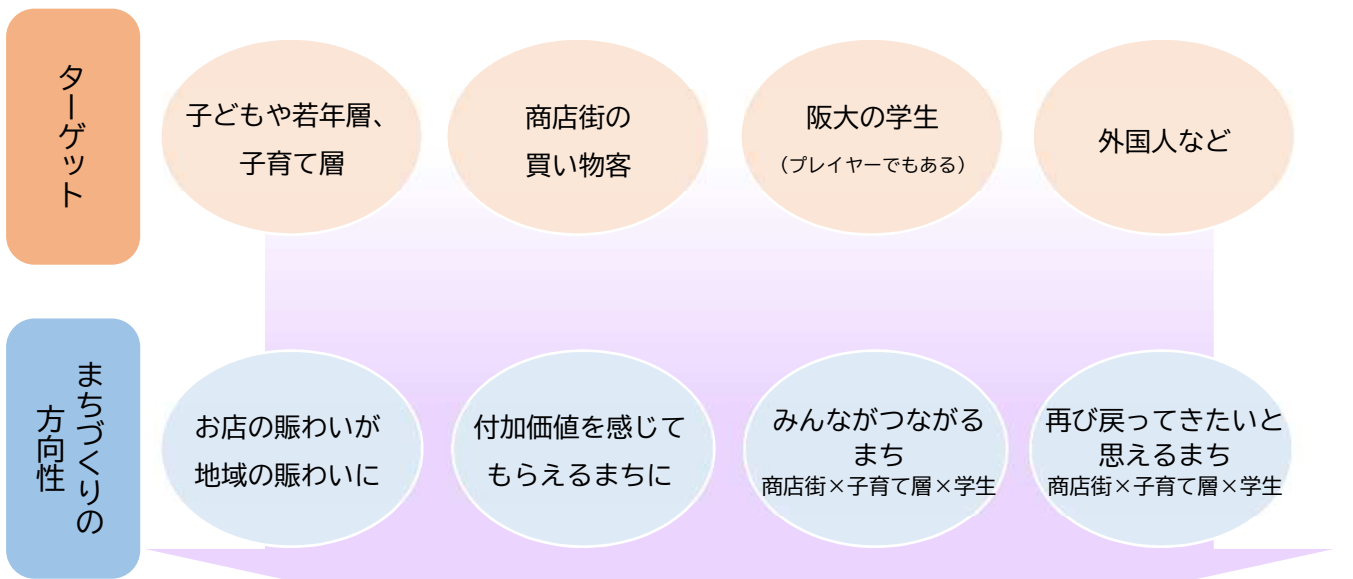 ターゲット
子どもや若年層、
子育て層
商店街の
買い物客
阪大の学生
（プレイヤーでもある）
外国人など
まちづくりの
方向性
お店の賑わいが
地域の賑わいに
付加価値を感じて
もらえるまちに
みんながつながる
まち
商店街×子育て層×学生
再び戻ってきたいと
思えるまち
商店街×子育て層×学生